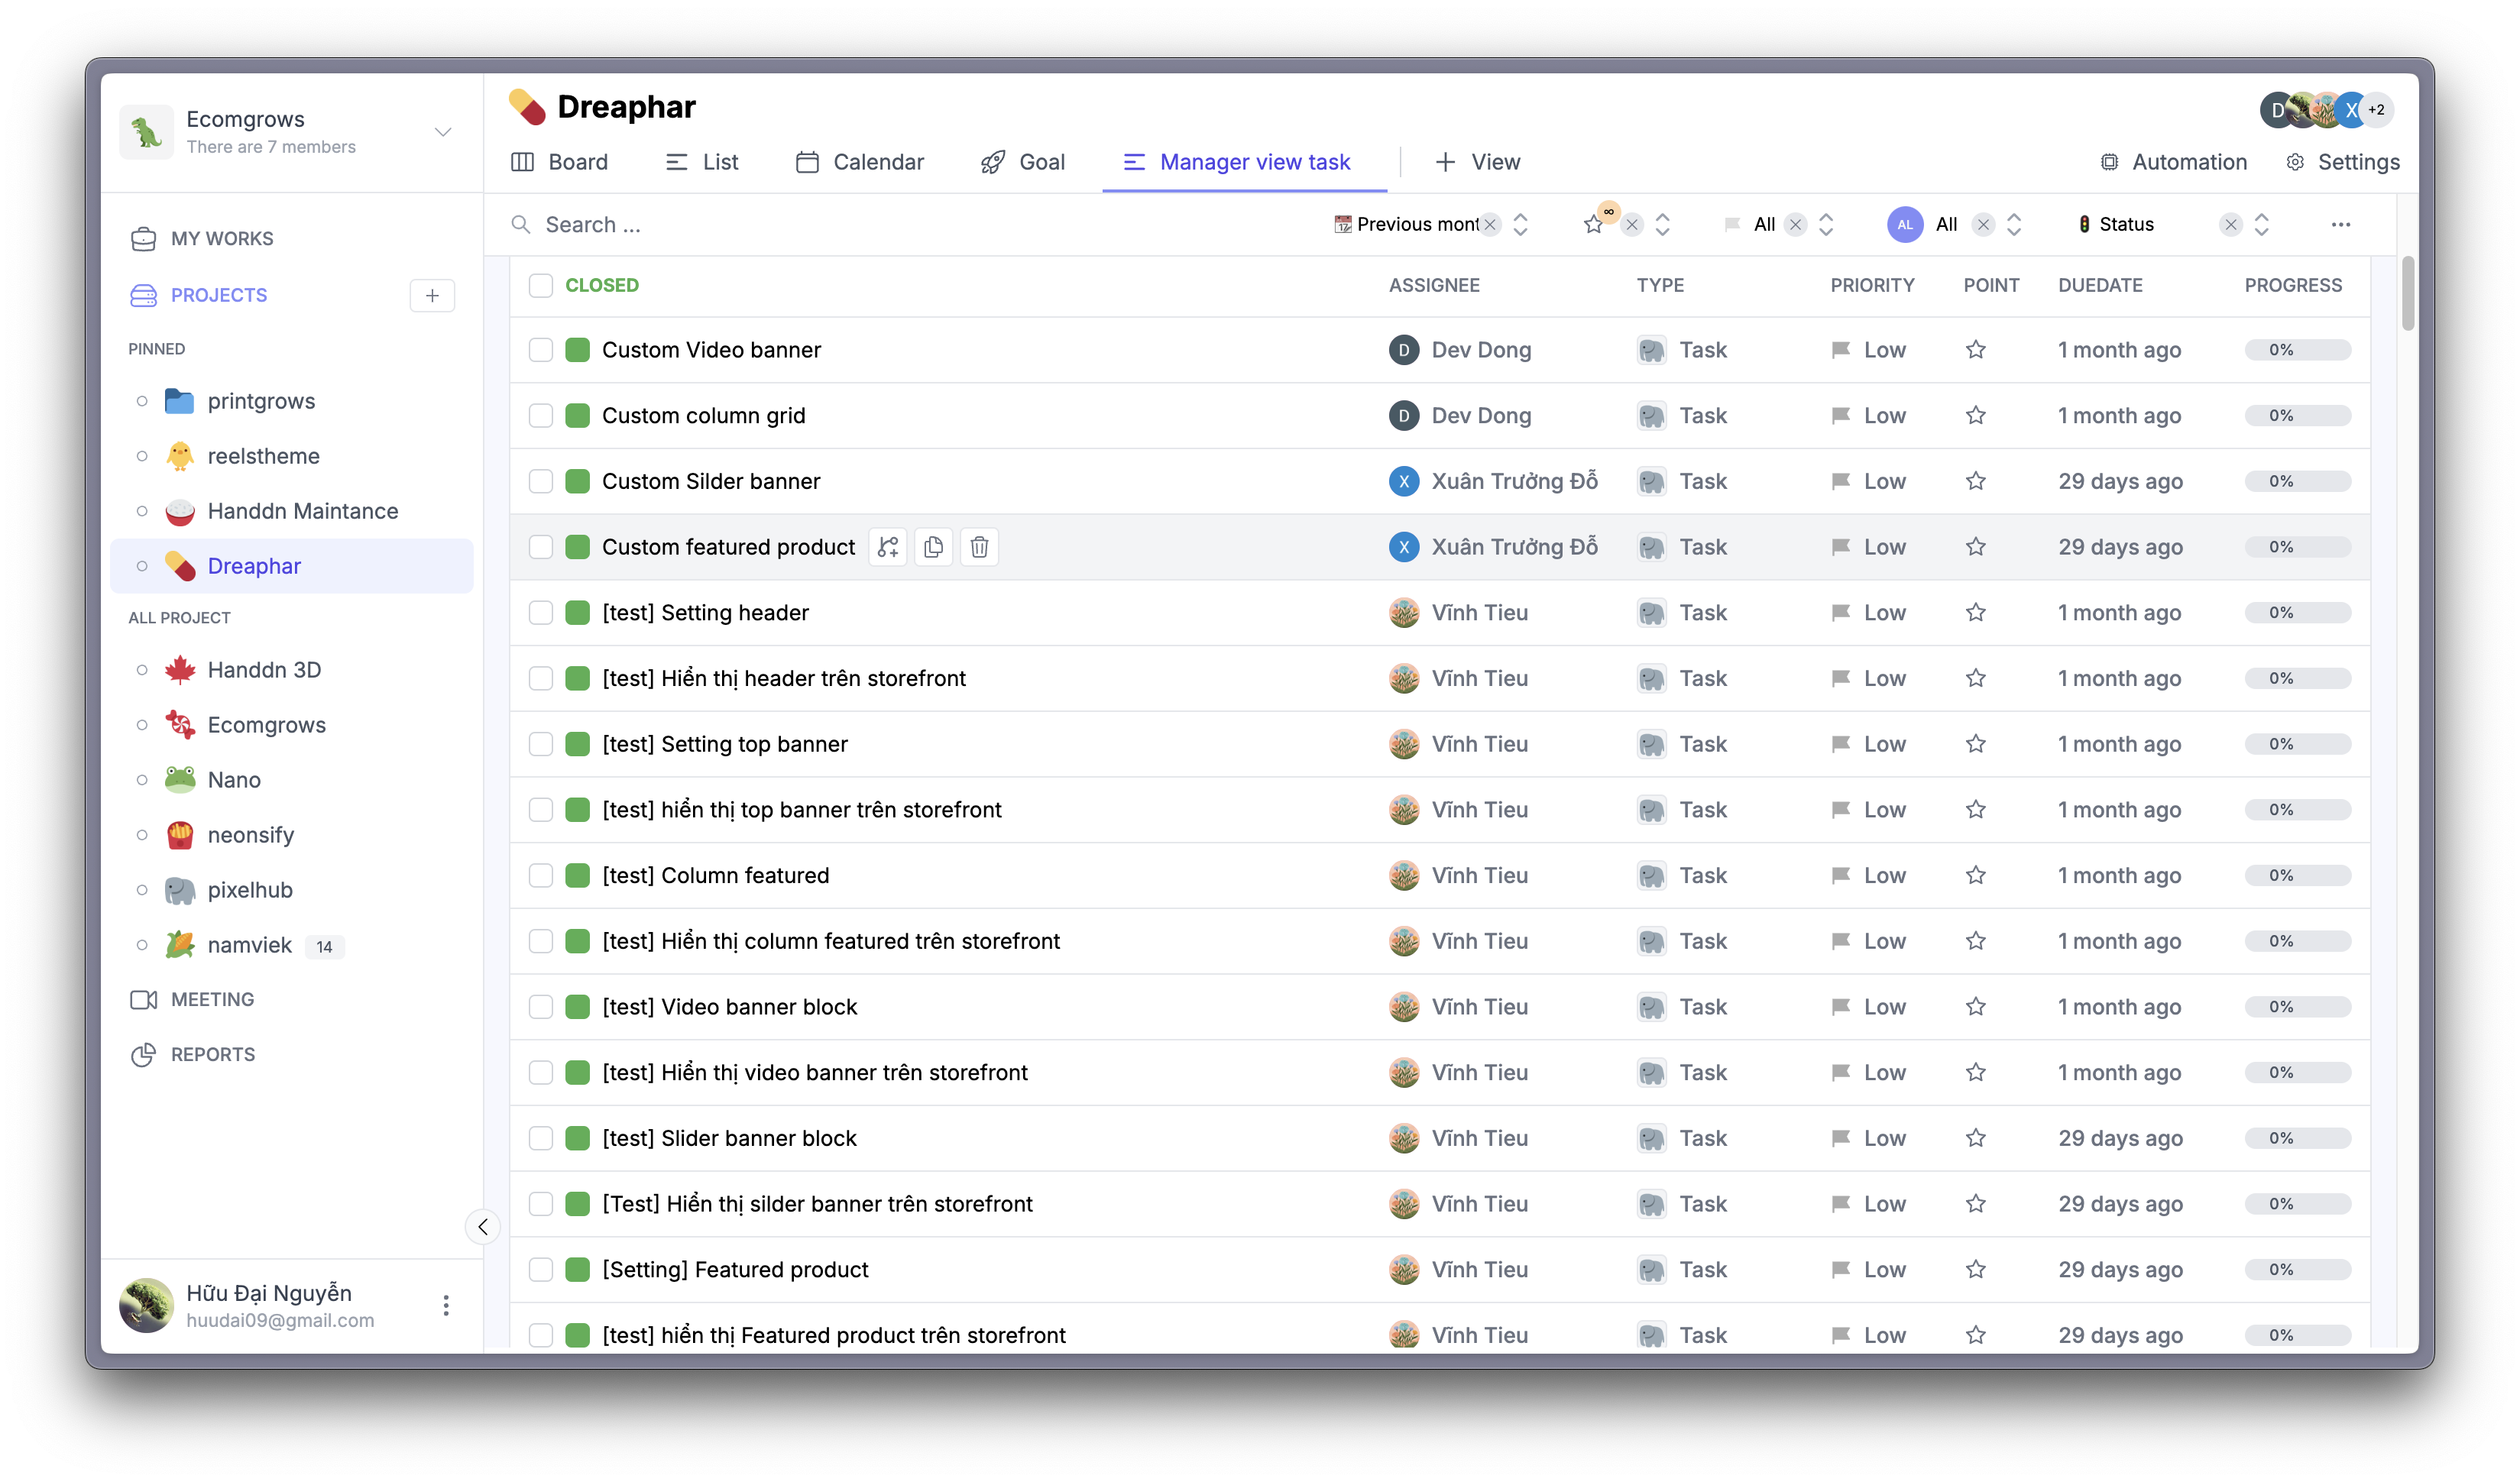 Ecomgrows
There are 7 members
MY WORKS
PROJECTS
PINNED
printgrows
reelstheme
Handdn Maintance
Dreaphar
ALL PROJECT
Handdn 3D
Ecomgrows
Nano
neonsify
pixelhub
namviek 14
MEETING
REPORTS
Hữu Đại Nguyễn
huudai09@gmail.com
Dreaphar
D X +2
Board List Calendar Goal Manager view task View Automation Settings
Search ... Previous mont ∞ All AL All Status
CLOSED ASSIGNEE TYPE PRIORITY POINT DUEDATE PROGRESS
Custom Video banner D Dev Dong Task Low 1 month ago 0%
Custom column grid D Dev Dong Task Low 1 month ago 0%
Custom Silder banner X Xuân Trưởng Đỗ Task Low 29 days ago 0%
Custom featured product X Xuân Trưởng Đỗ Task Low 29 days ago 0%
[test] Setting header Vĩnh Tieu Task Low 1 month ago 0%
[test] Hiển thị header trên storefront Vĩnh Tieu Task Low 1 month ago 0%
[test] Setting top banner Vĩnh Tieu Task Low 1 month ago 0%
[test] hiển thị top banner trên storefront Vĩnh Tieu Task Low 1 month ago 0%
[test] Column featured Vĩnh Tieu Task Low 1 month ago 0%
[test] Hiển thị column featured trên storefront Vĩnh Tieu Task Low 1 month ago 0%
[test] Video banner block Vĩnh Tieu Task Low 1 month ago 0%
[test] Hiển thị video banner trên storefront Vĩnh Tieu Task Low 1 month ago 0%
[test] Slider banner block Vĩnh Tieu Task Low 29 days ago 0%
[Test] Hiển thị silder banner trên storefront Vĩnh Tieu Task Low 29 days ago 0%
[Setting] Featured product Vĩnh Tieu Task Low 29 days ago 0%
[test] hiển thị Featured product trên storefront Vĩnh Tieu Task Low 29 days ago 0%